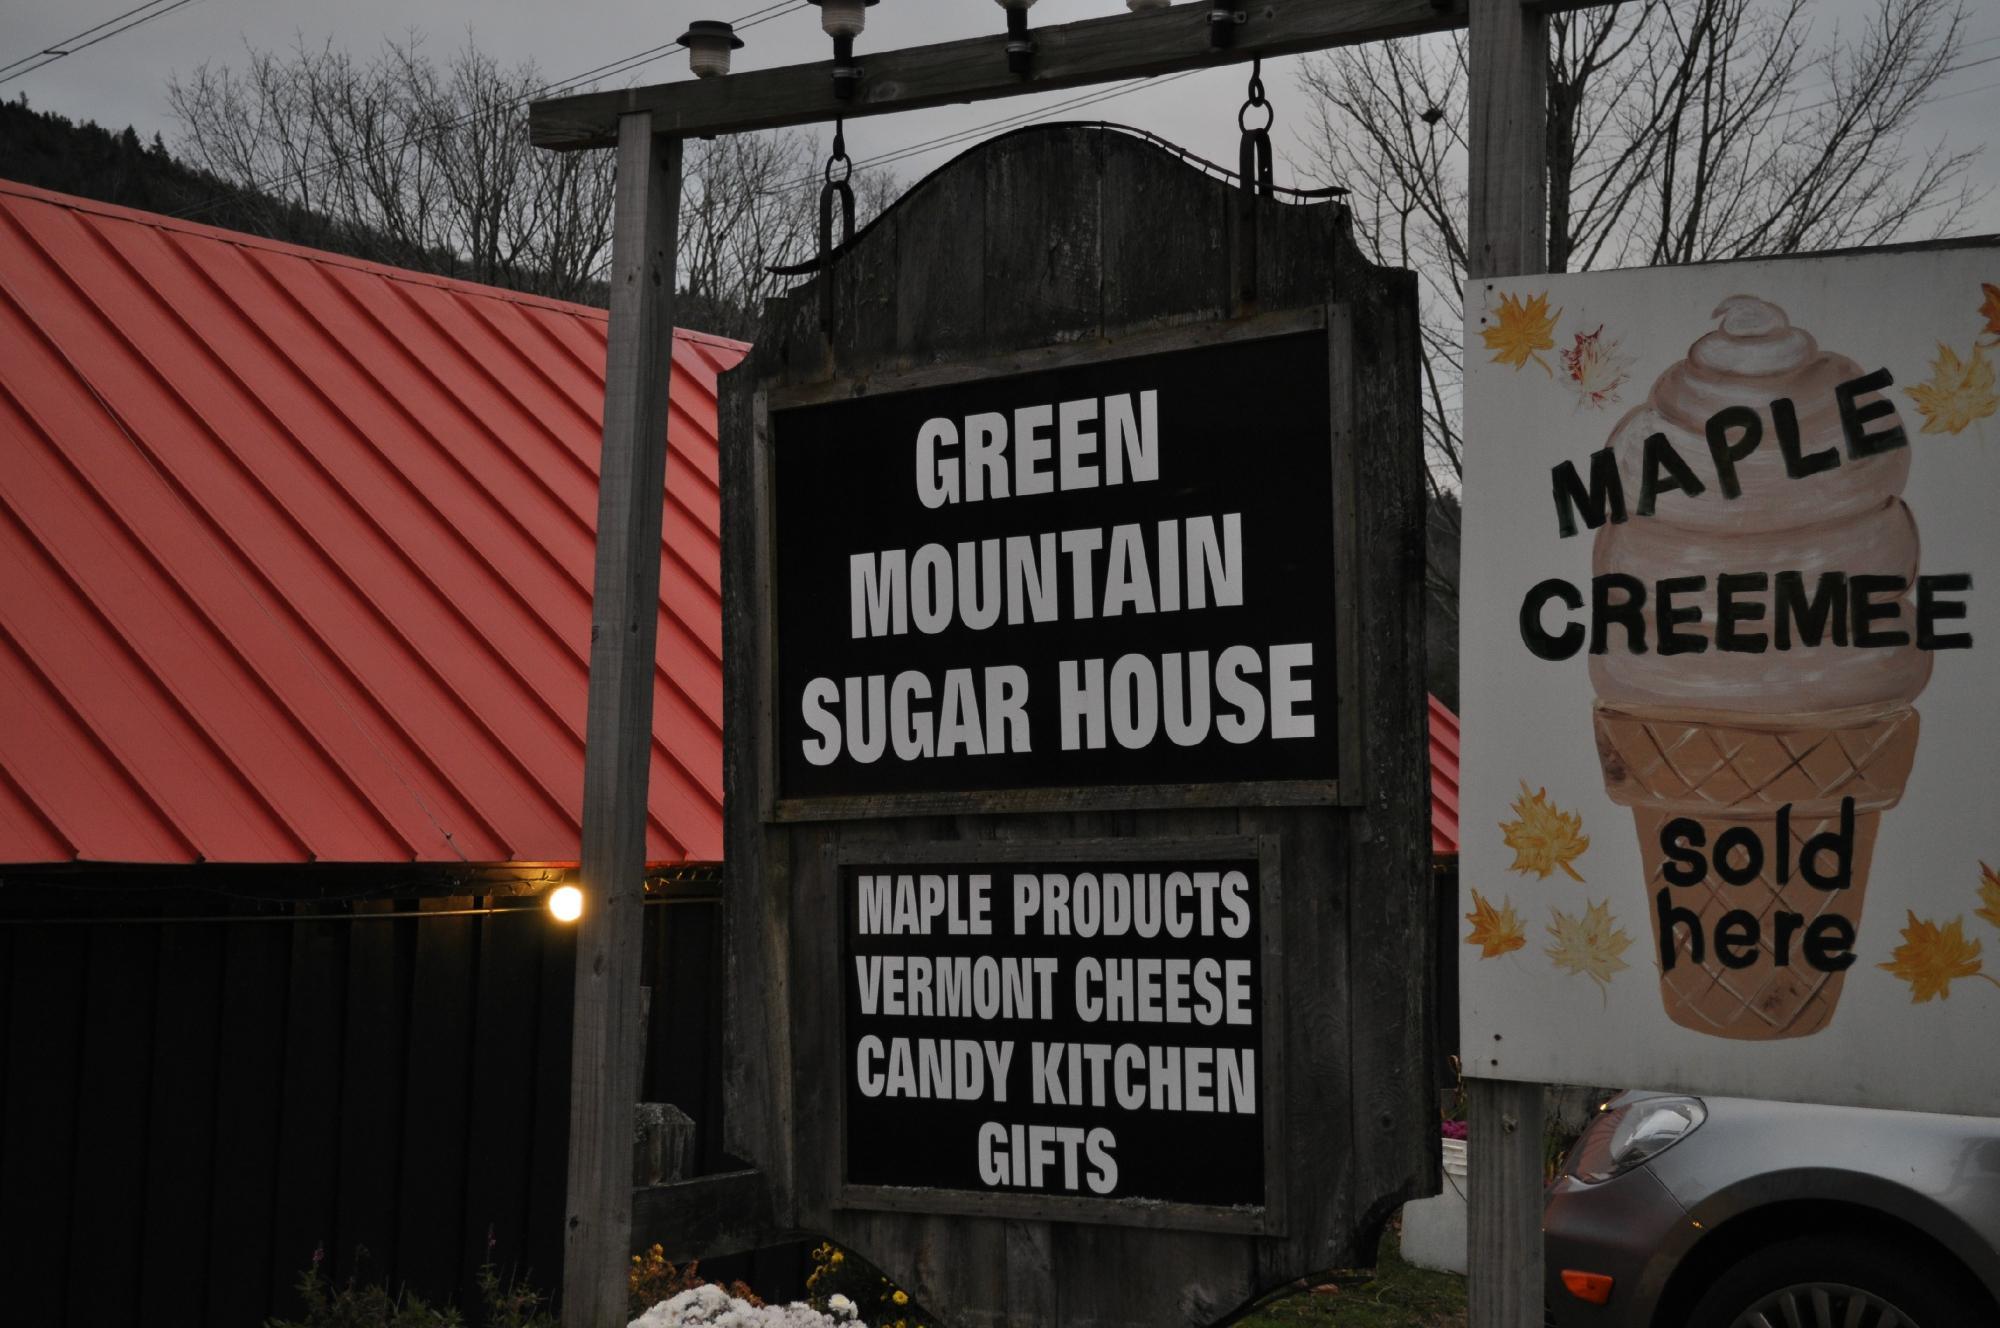 GREEN
MOUNTAIN
SUGAR HOUSE
MAPLE PRODUCTS
VERMONT CHEESE
CANDY KITCHEN
GIFTS
MAPLE
CREEMEE
sold
here